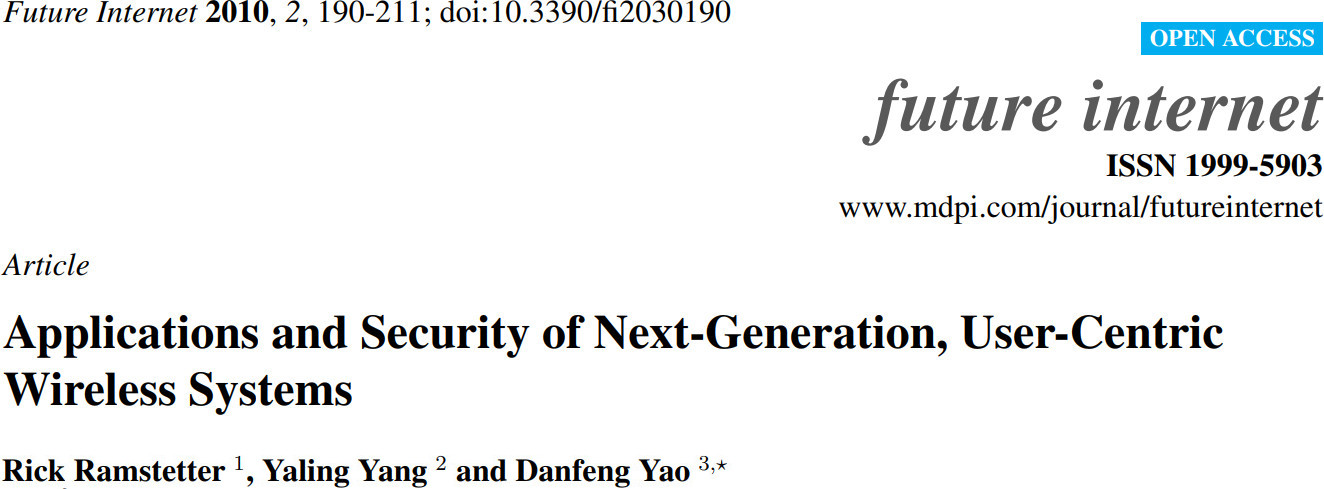 Future Internet 2010, 2, 190-211; doi:10.3390/fi2030190
OPEN ACCESS
future internet
ISSN 1999-5903
www.mdpi.com/journal/futureinternet
Article
Applications and Security of Next-Generation, User-Centric
Wireless Systems
Rick Ramstetter 1, Yaling Yang 2 and Danfeng Yao 3,⋆